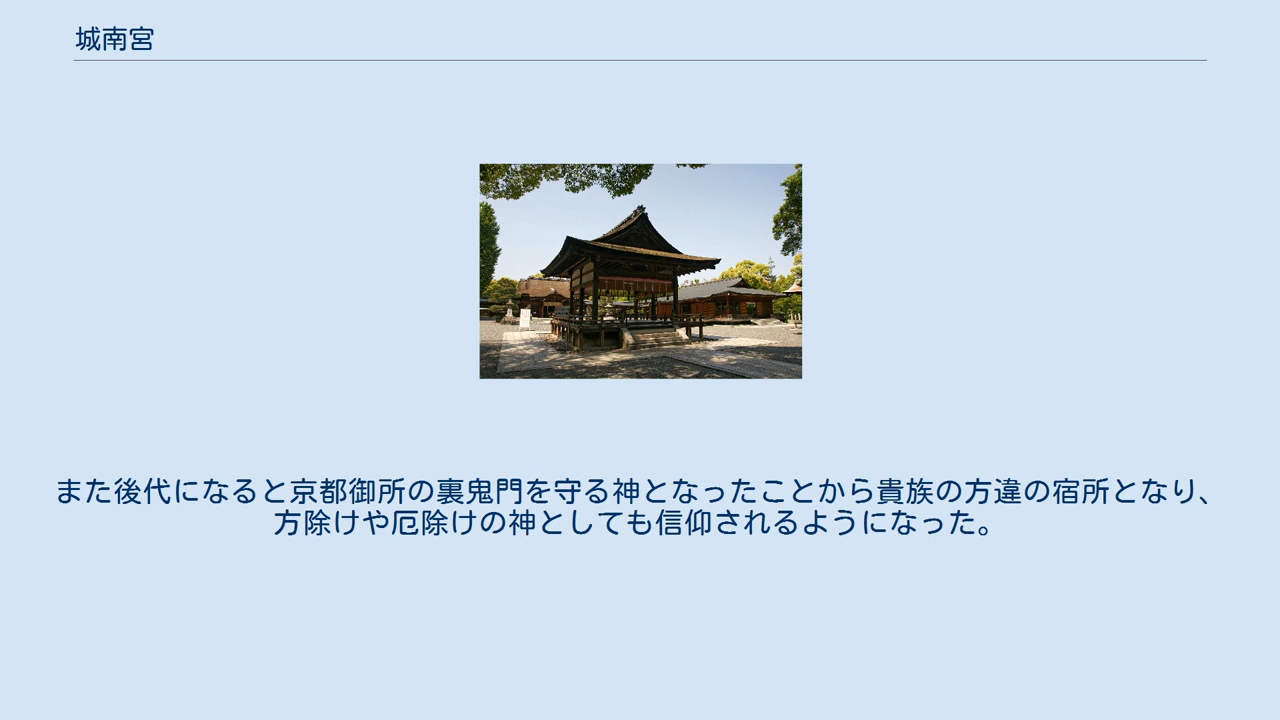 城南宮
また後代になると京都御所の裏鬼門を守る神となったことから貴族の方違の宿所となり、
方除けや厄除けの神としても信仰されるようになった。